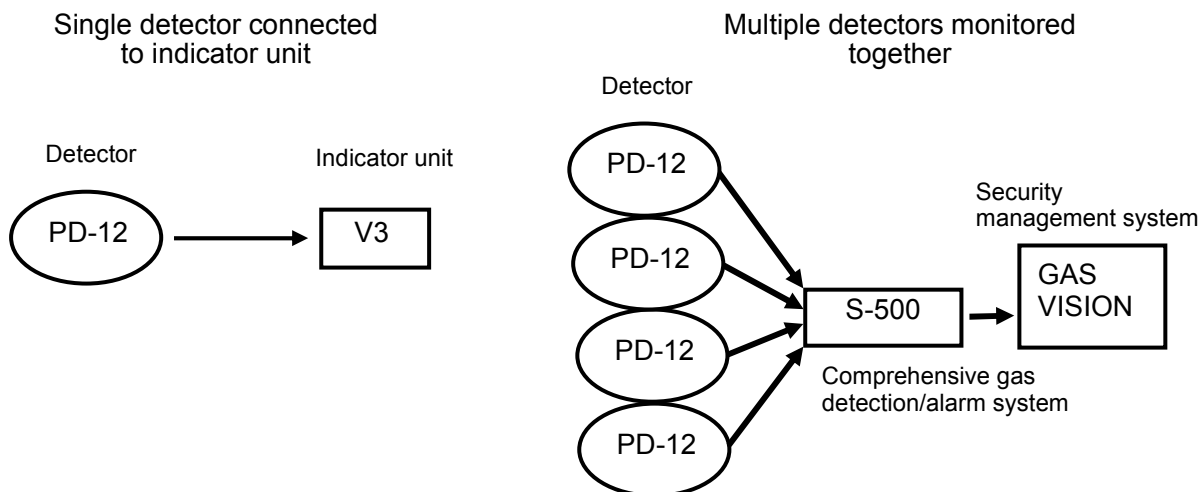 Single detector connected
to indicator unit
Detector
Indicator unit
PD-12
V3
Multiple detectors monitored
together
Detector
PD-12
PD-12
PD-12
PD-12
S-500
Comprehensive gas
detection/alarm system
Security
management system
GAS
VISION